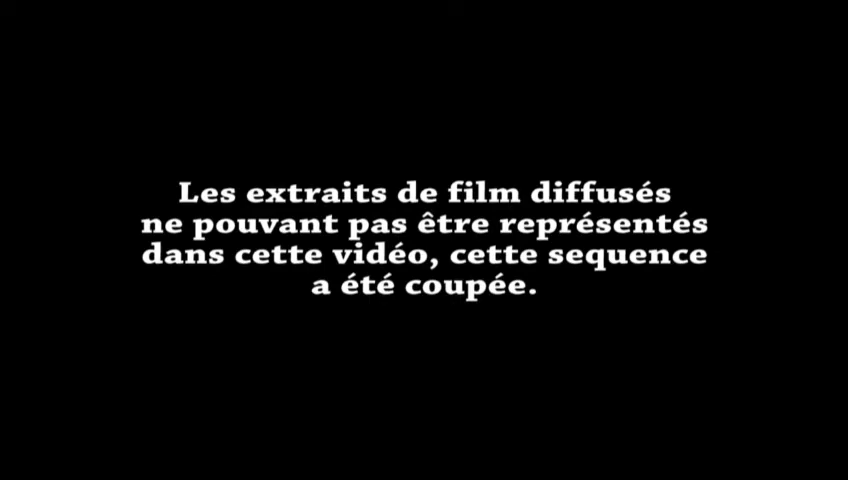 Les extraits de film diffusés
ne pouvant pas être représentés
dans cette vidéo, cette sequence
a été coupée.